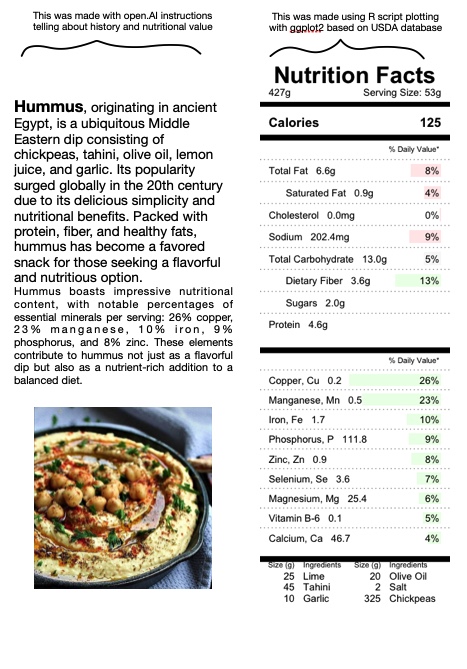 This was made with open.AI instructions
telling about history and nutritional value
Hummus, originating in ancient
Egypt, is a ubiquitous Middle
Eastern dip consisting of
chickpeas, tahini, olive oil, lemon
juice, and garlic. Its popularity
surged globally in the 20th century
due to its delicious simplicity and
nutritional benefits. Packed with
protein, fiber, and healthy fats,
hummus has become a favored
snack for those seeking a flavorful
and nutritious option.
Hummus boasts impressive nutritional
content, with notable percentages of
essential minerals per serving: 26% copper,
23% manganese, 10% iron, 9%
phosphorus, and 8% zinc. These elements
contribute to hummus not just as a flavorful
dip but also as a nutrient-rich addition to a
balanced diet.
This was made using R script plotting
with ggplot2 based on USDA database
Nutrition Facts
427g Serving Size: 53g
Calories 125
% Daily Value*
Total Fat 6.6g 8%
Saturated Fat 0.9g 4%
Cholesterol 0.0mg 0%
Sodium 202.4mg 9%
Total Carbohydrate 13.0g 5%
Dietary Fiber 3.6g 13%
Sugars 2.0g
Protein 4.6g
% Daily Value*
Copper, Cu 0.2 26%
Manganese, Mn 0.5 23%
Iron, Fe 1.7 10%
Phosphorus, P 111.8 9%
Zinc, Zn 0.9 8%
Selenium, Se 3.6 7%
Magnesium, Mg 25.4 6%
Vitamin B-6 0.1 5%
Calcium, Ca 46.7 4%
Size (g) Ingredients Size (g) Ingredients
25 Lime 20 Olive Oil
45 Tahini 2 Salt
10 Garlic 325 Chickpeas